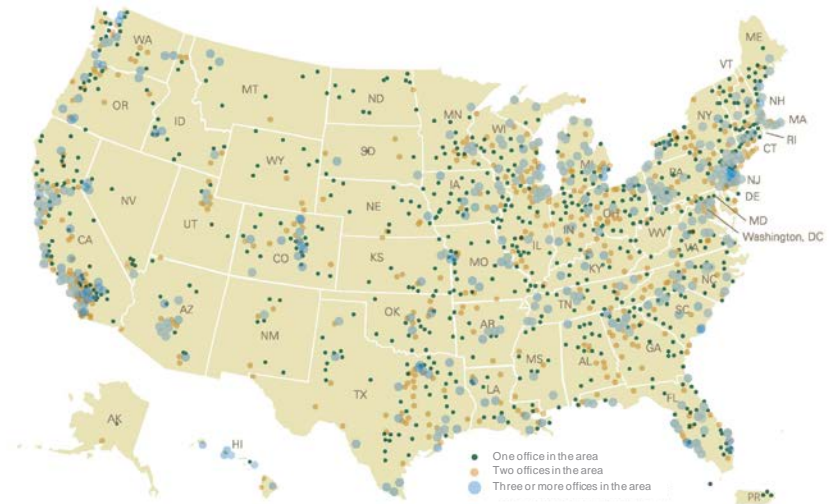 WA
ME
VT
MT
ND
OR
MN
NH
ID
WI
NY
MA
SD
RI
WY
MI
CT
PA
IA
NJ
NV
NE
OH
DE
UT
IL
IN
MD
CA
CO
WV
Washington, DC
KS
MO
VA
KY
NC
AZ
OK
TN
NM
AR
SC
MS
AL
GA
TX
LA
FL
AK
HI
One office in the area
Two offices in the area
Three or more offices in the area
PR